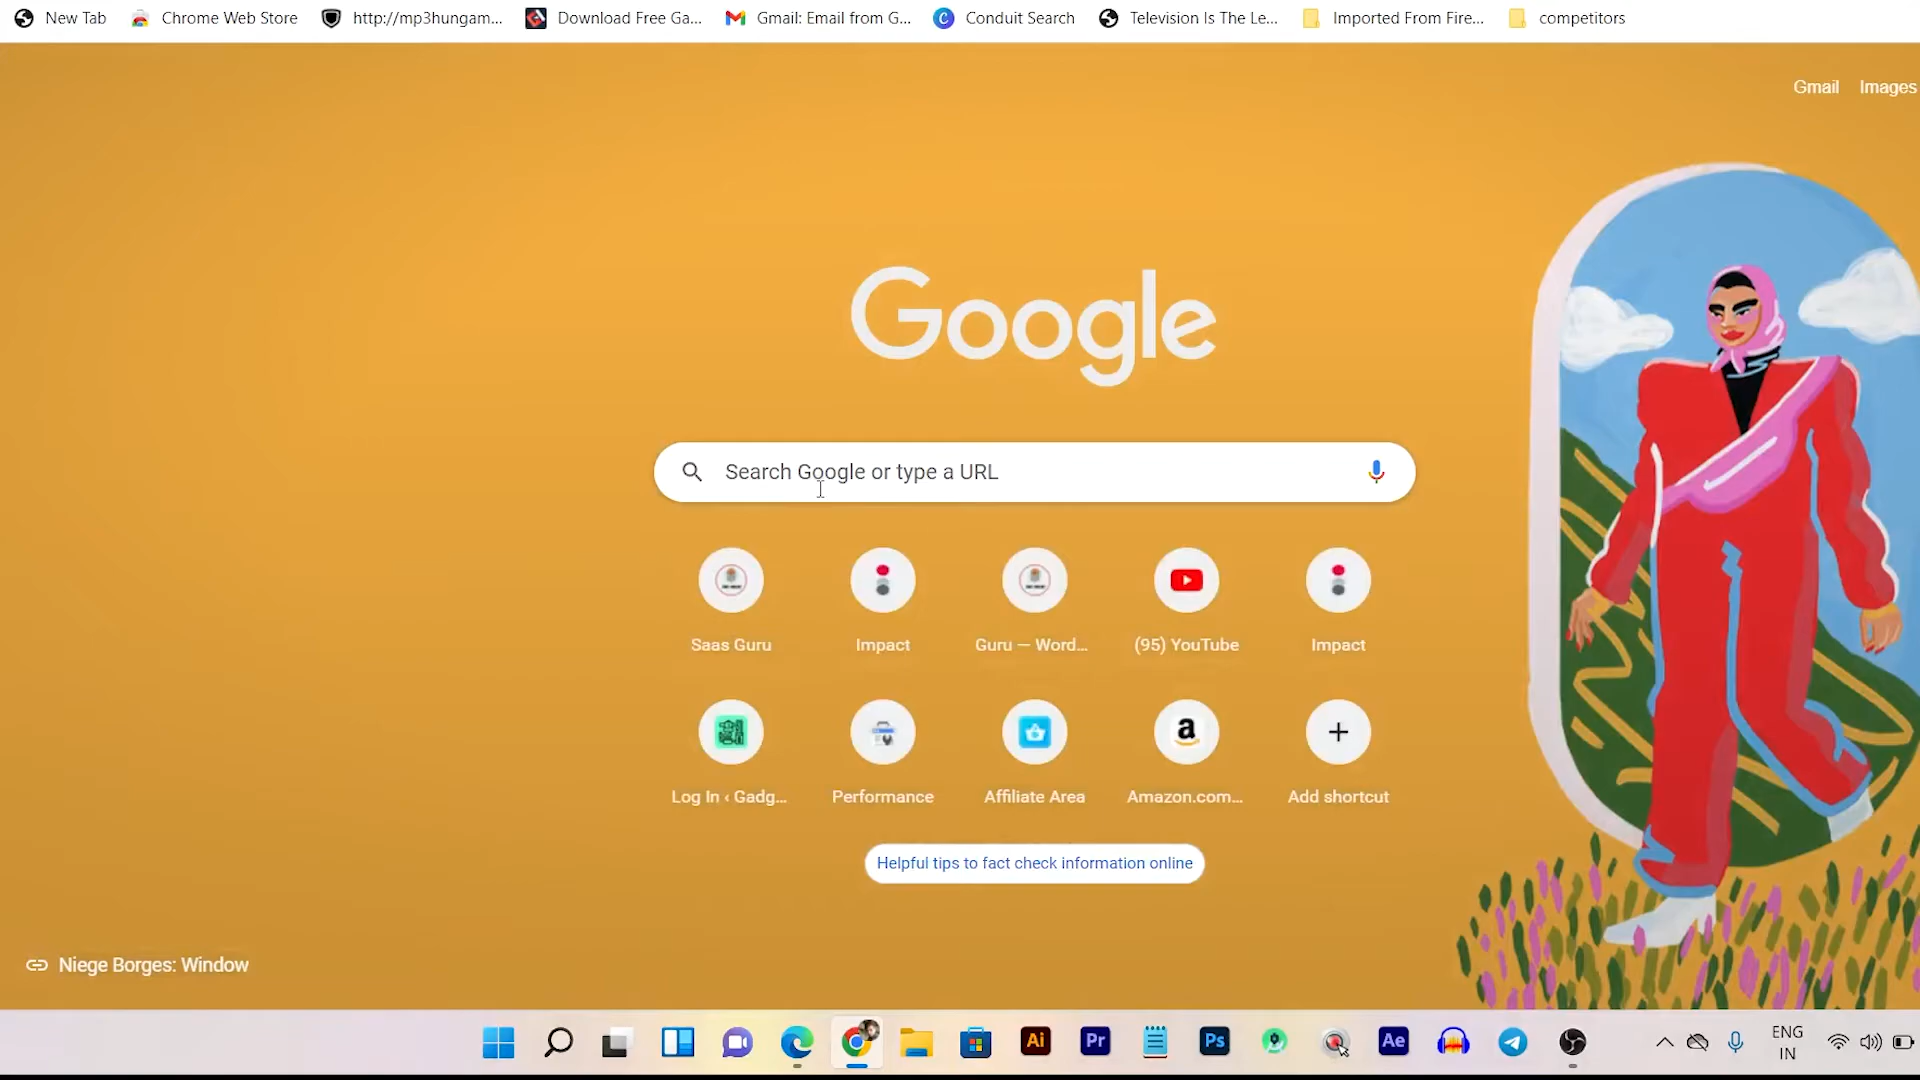 New Tab Chrome Web Store http://mp3hungam... Download Free Ga... Gmail: Email from G... C Conduit Search Television Is The Le... Imported From Fire... competitors
Gmail Images
Google
Search Google or type a URL
Saas Guru Impact Guru — Word... (95) YouTube Impact
a
Log In ‹ Gadg... Performance Affiliate Area Amazon.com... Add shortcut
Helpful tips to fact check information online
Niege Borges: Window
Ai Pr Ps Ae ENG
IN